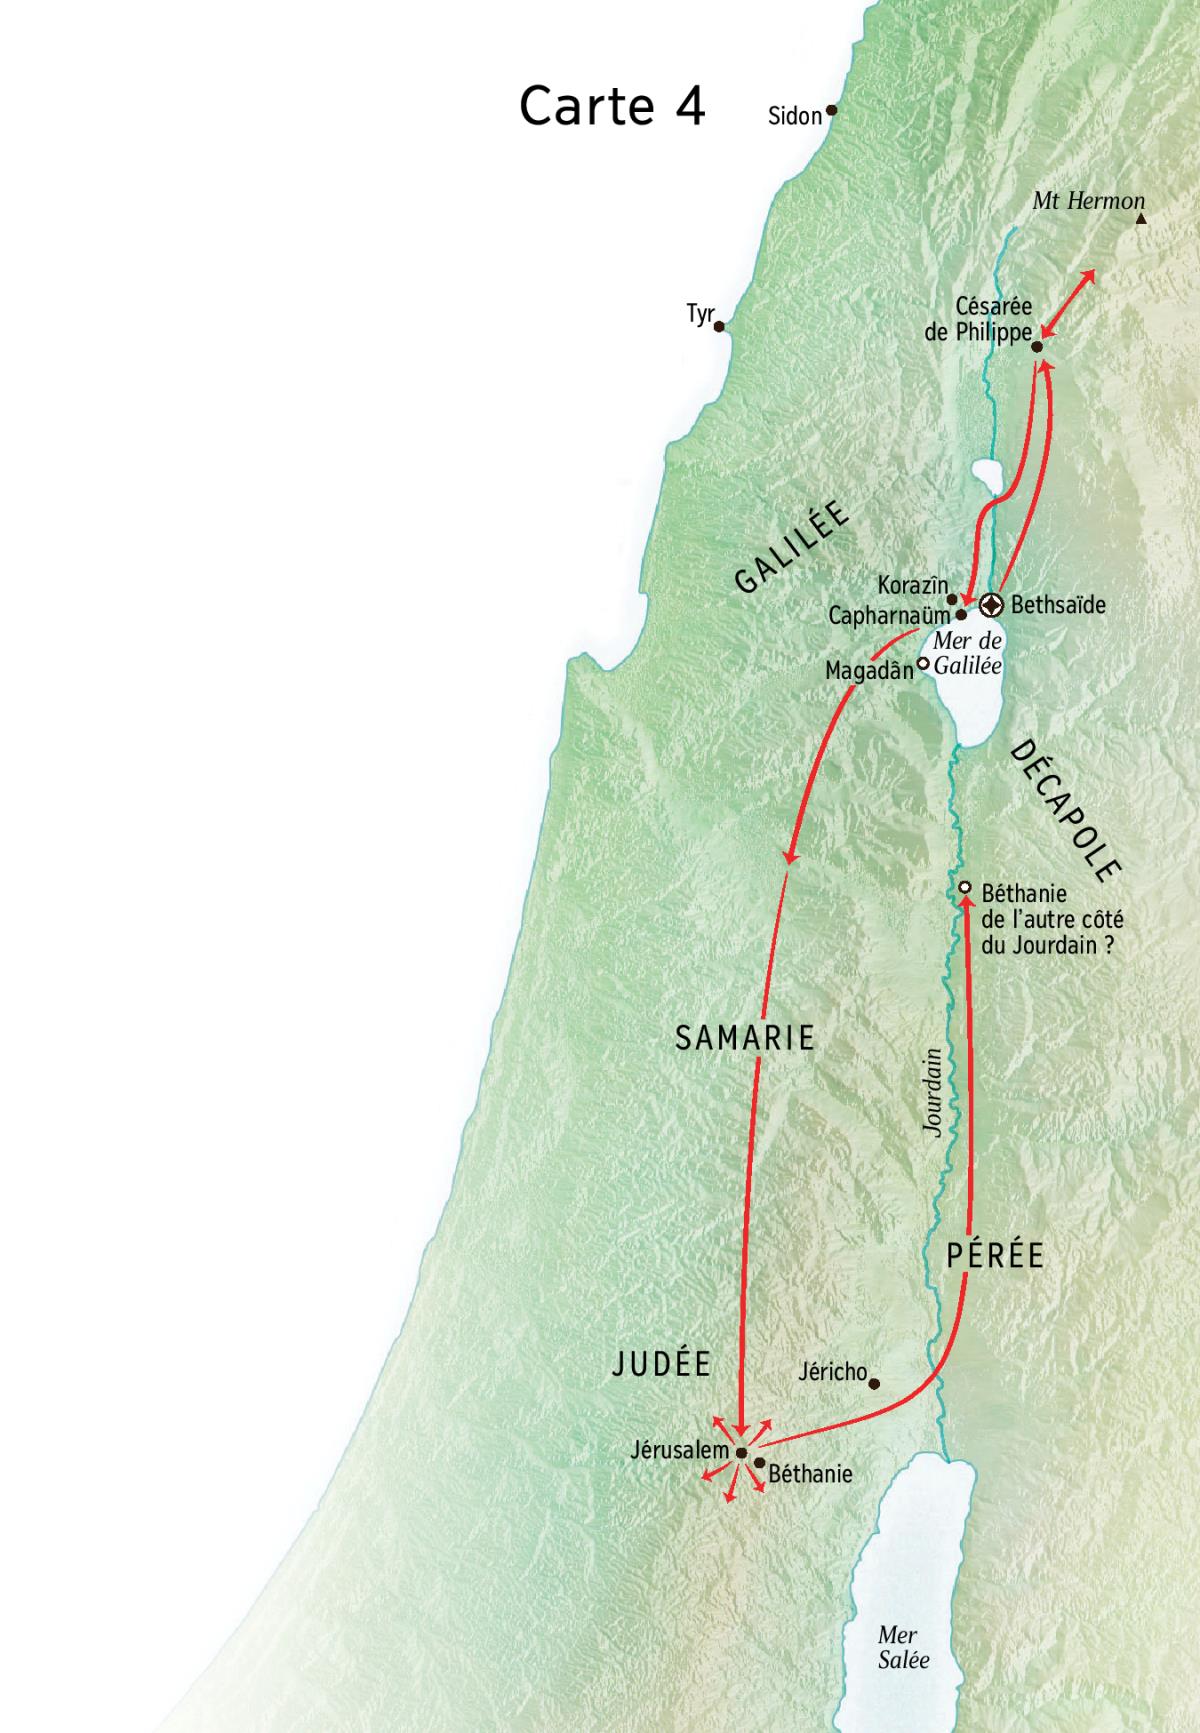 Carte 4
Sidon
Mt Hermon
Tyr
Césarée
de Philippe
GALILÉE
Korazîn
Capharnaüm
Bethsaïde
Mer de
Galilée
Magadân
DÉCAPOLE
Béthanie
de l'autre côté
du Jourdain ?
SAMARIE
Jourdain
PÉRÉE
JUDÉE
Jéricho
Jérusalem
Béthanie
Mer
Salée